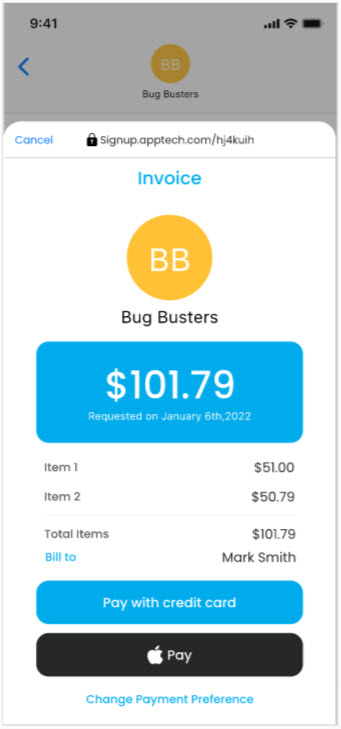 9:41
BB
Bug Busters
Cancel Signup.apptech.com/hj4kuih
Invoice
BB
Bug Busters
$101.79
Requested on January 6th,2022
Item 1 $51.00
Item 2 $50.79
Total Items $101.79
Bill to Mark Smith
Pay with credit card
Pay
Change Payment Preference